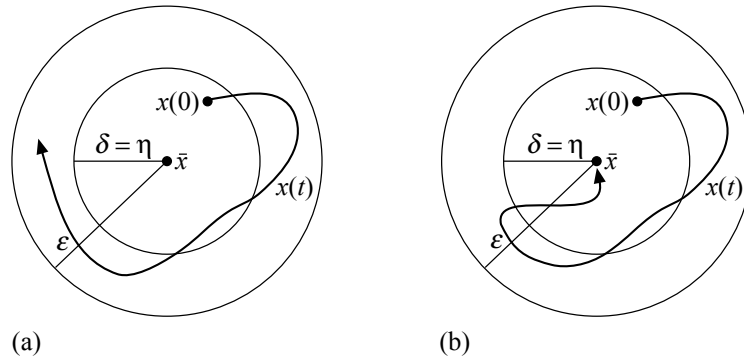 x(0)
δ = η
x̄
x(t)
ε
(a)
x(0)
δ = η
x̄
x(t)
ε
(b)